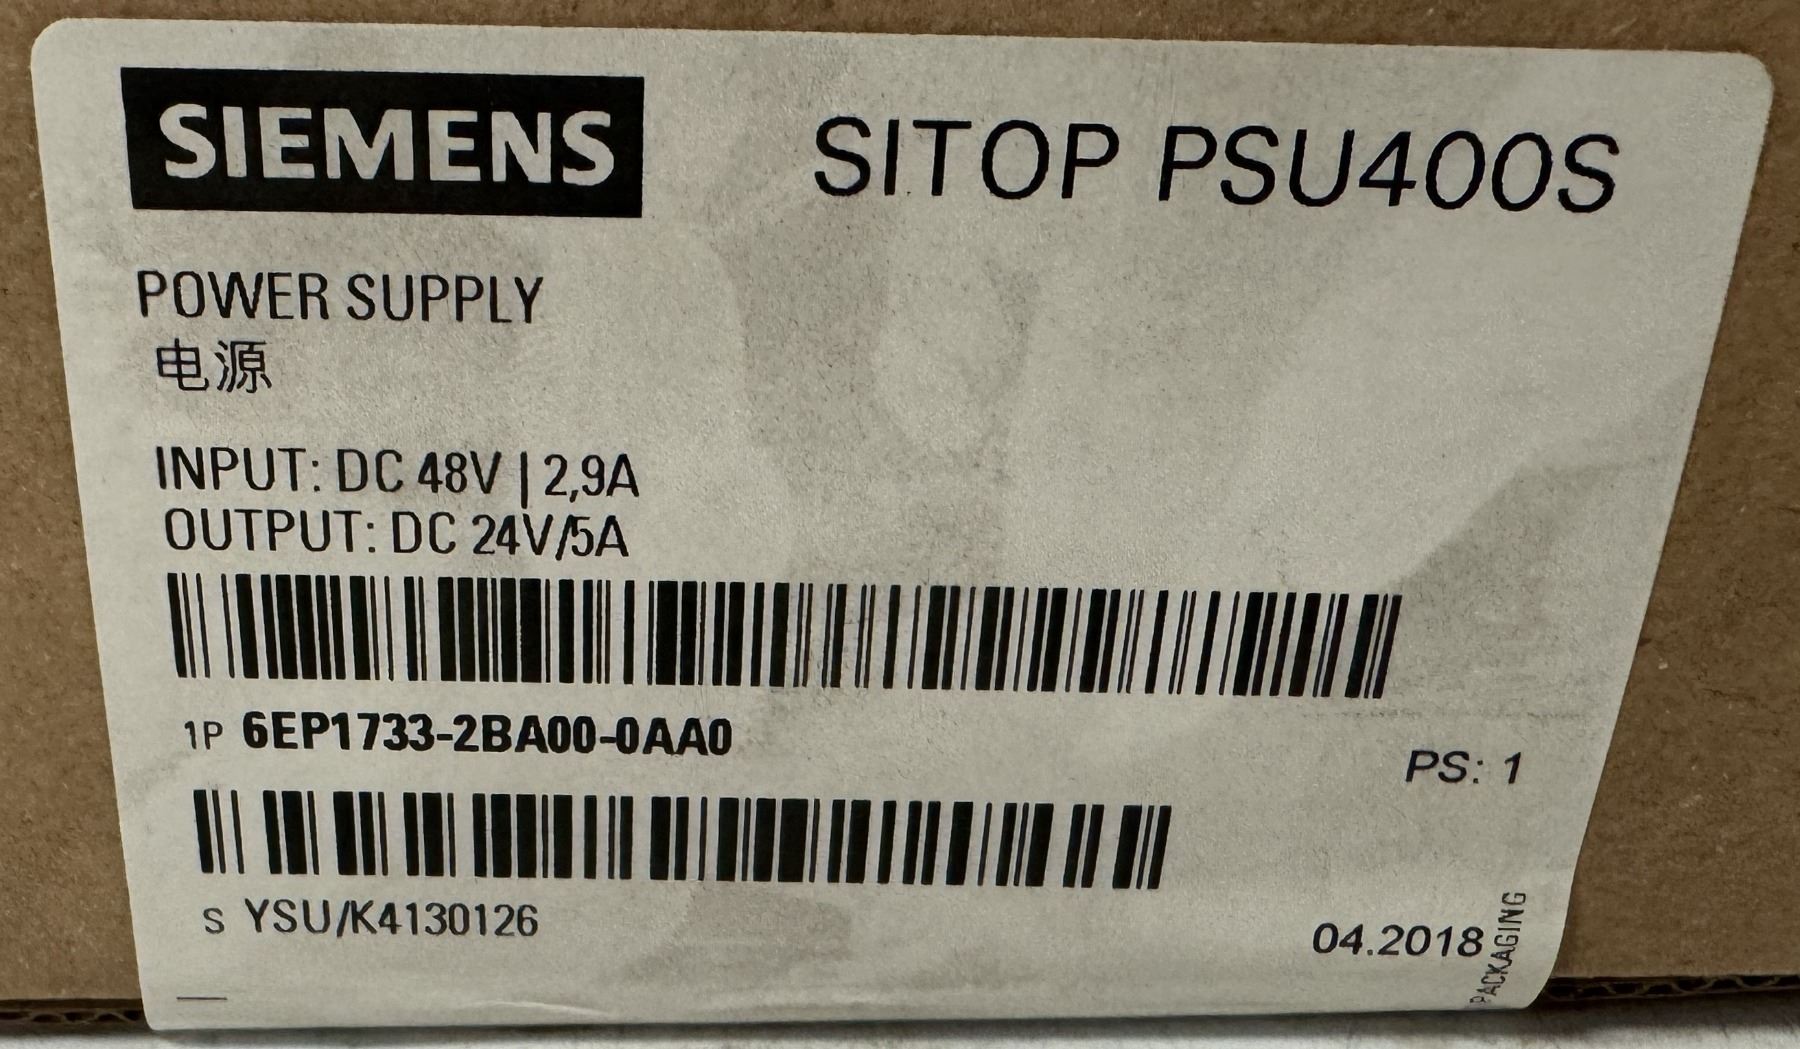 SIEMENS
SITOP PSU400S
POWER SUPPLY
电源
INPUT: DC 48V | 2,9A
OUTPUT: DC 24V/5A
1P 6EP1733-2BA00-0AA0
PS: 1
S YSU/K4130126
04.2018
PACKAGING